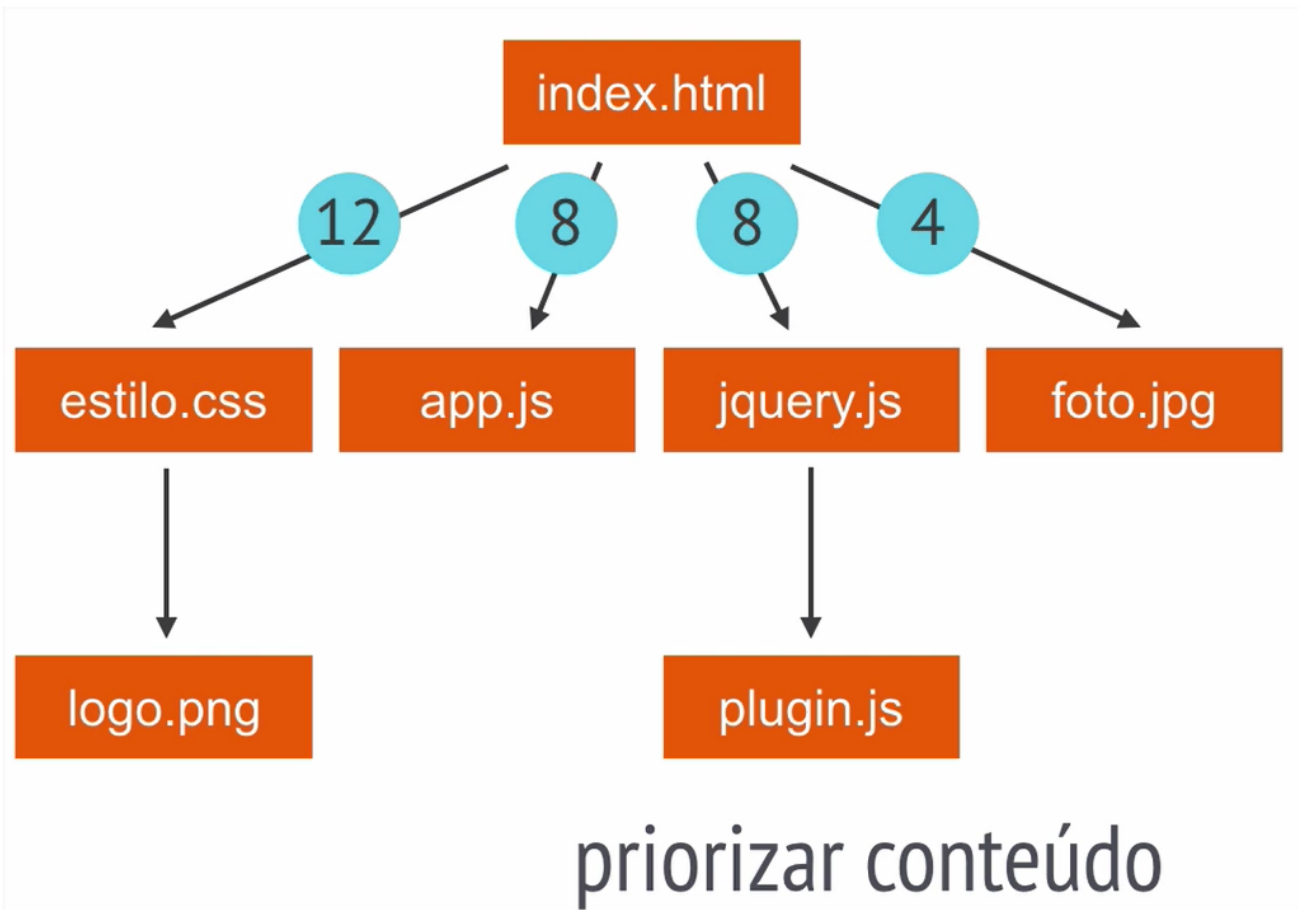 index.html
12 8 8 4
estilo.css app.js jquery.js foto.jpg
logo.png plugin.js
priorizar conteúdo